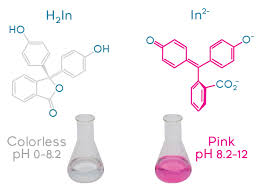 H₂In
In²⁻
HO
OH
O
O
O
O⁻
CO₂⁻
Colorless
pH 0-8.2
Pink
pH 8.2-12